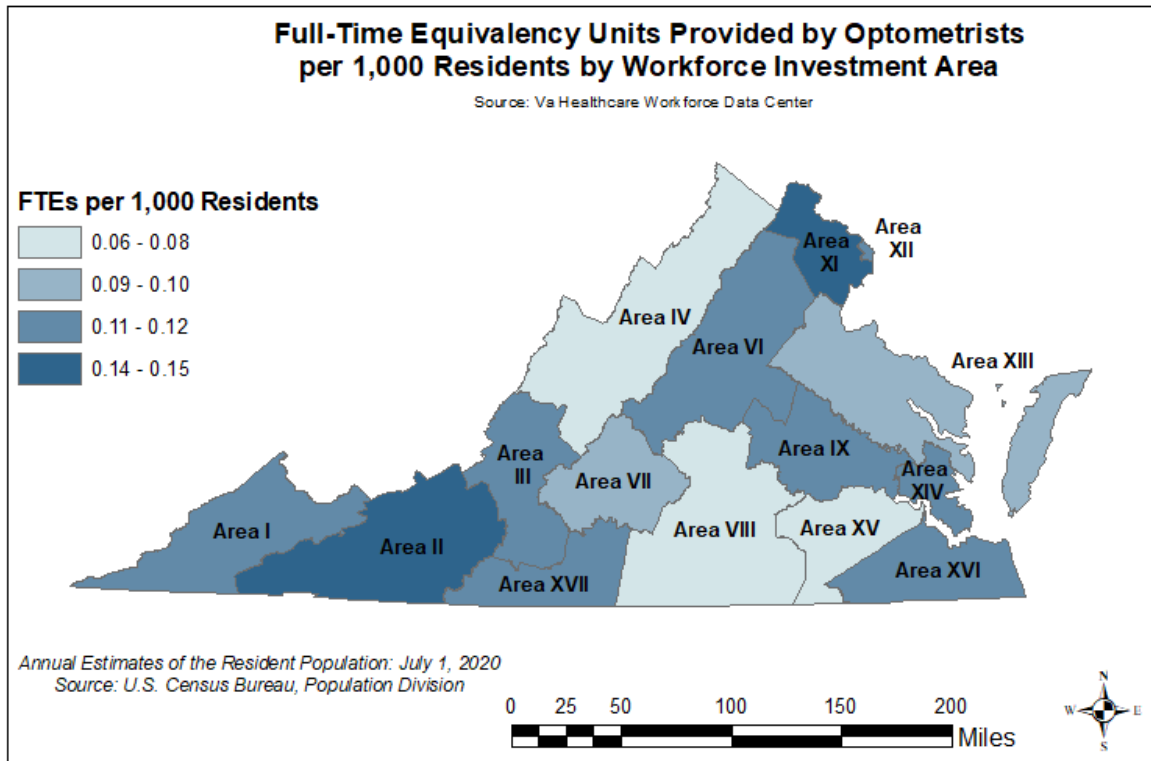 Full-Time Equivalency Units Provided by Optometrists
per 1,000 Residents by Workforce Investment Area
Source: Va Healthcare Workforce Data Center
FTEs per 1,000 Residents
0.06 - 0.08
0.09 - 0.10
0.11 - 0.12
0.14 - 0.15
Area
XI
Area
XII
Area IV
Area VI
Area XIII
Area
III
Area VII
Area IX
Area
XIV
Area I
Area II
Area VIII
Area XV
Area XVII
Area XVI
Annual Estimates of the Resident Population: July 1, 2020
Source: U.S. Census Bureau, Population Division
0 25 50 100 150 200
Miles
N
W E
S